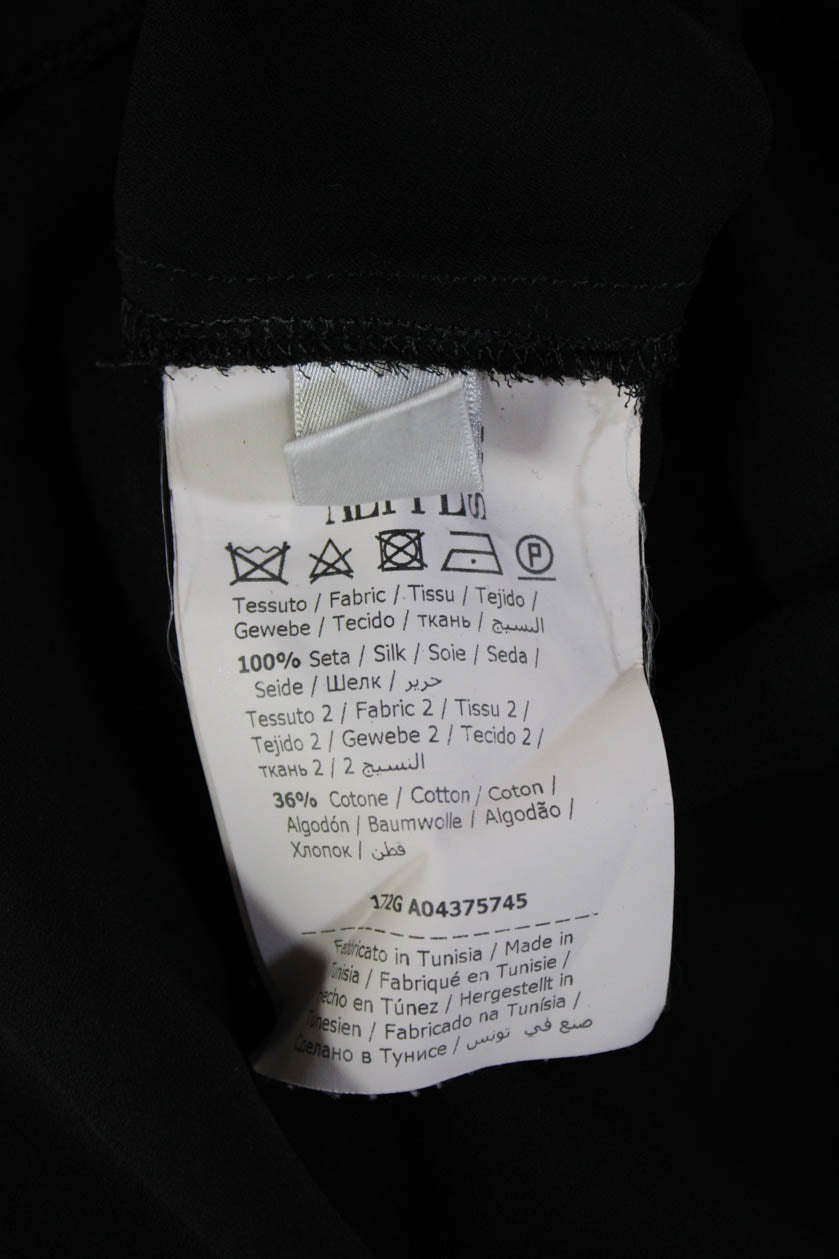 Tessuto / Fabric / Tissu / Tejido /
Gewebe / Tecido / ткань / النسيج
100% Seta / Silk / Soie / Seda /
Seide / Шелк / حرير
Tessuto 2 / Fabric 2 / Tissu 2 /
Tejido 2 / Gewebe 2 / Tecido 2 /
ткань 2 / 2 النسيج
36% Cotone / Cotton / Coton /
Algodón / Baumwolle / Algodão /
Хлопок / قطن
172G A04375745
Fabbricato in Tunisia / Made in
Tunisia / Fabriqué en Tunisie /
Hecho en Túnez / Hergestellt in
Tunesien / Fabricado na Tunísia /
Сделано в Тунисе / صنع في تونس